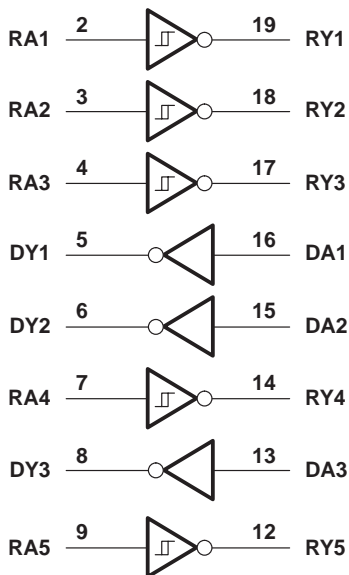 RA1 2 19 RY1
RA2 3 18 RY2
RA3 4 17 RY3
DY1 5 16 DA1
DY2 6 15 DA2
RA4 7 14 RY4
DY3 8 13 DA3
RA5 9 12 RY5